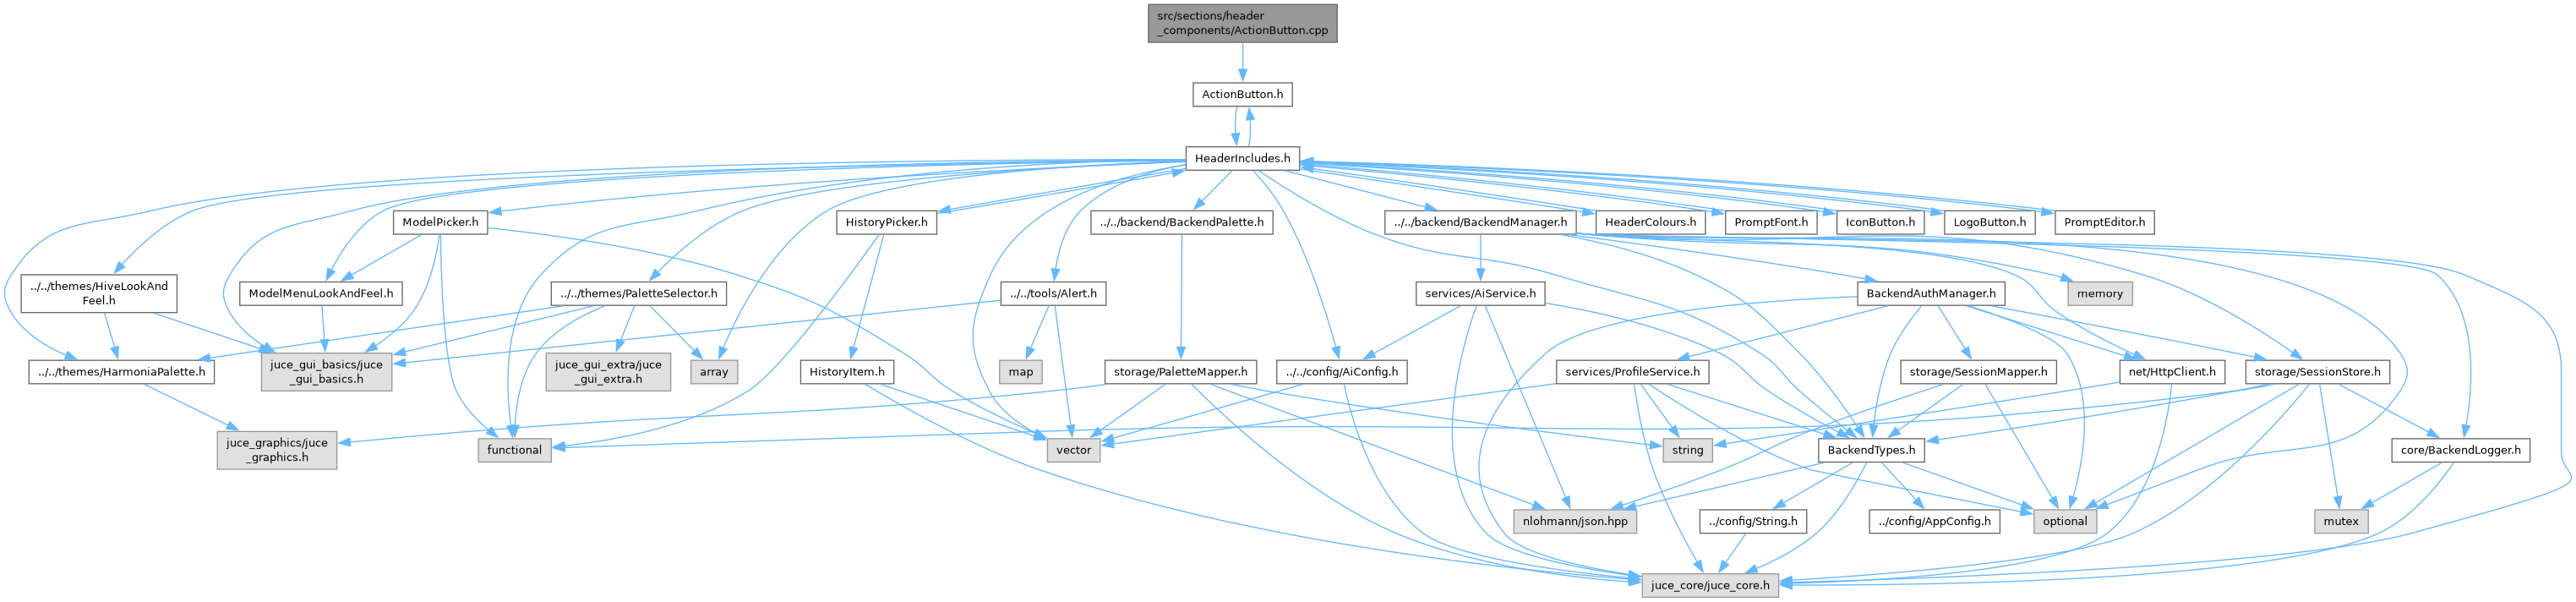 src/sections/header
_components/ActionButton.cpp
ActionButton.h
HeaderIncludes.h
ModelPicker.h
HistoryPicker.h
../../backend/BackendPalette.h
../../backend/BackendManager.h
HeaderColours.h
PromptFont.h
IconButton.h
LogoButton.h
PromptEditor.h
../../themes/HiveLookAnd
Feel.h
ModelMenuLookAndFeel.h
../../themes/PaletteSelector.h
../../tools/Alert.h
services/AiService.h
BackendAuthManager.h
memory
../../themes/HarmoniaPalette.h
juce_gui_basics/juce
_gui_basics.h
juce_gui_extra/juce
_gui_extra.h
array
HistoryItem.h
map
storage/PaletteMapper.h
../../config/AiConfig.h
services/ProfileService.h
storage/SessionMapper.h
net/HttpClient.h
storage/SessionStore.h
juce_graphics/juce
_graphics.h
functional
vector
string
BackendTypes.h
core/BackendLogger.h
nlohmann/json.hpp
../config/String.h
../config/AppConfig.h
optional
mutex
juce_core/juce_core.h